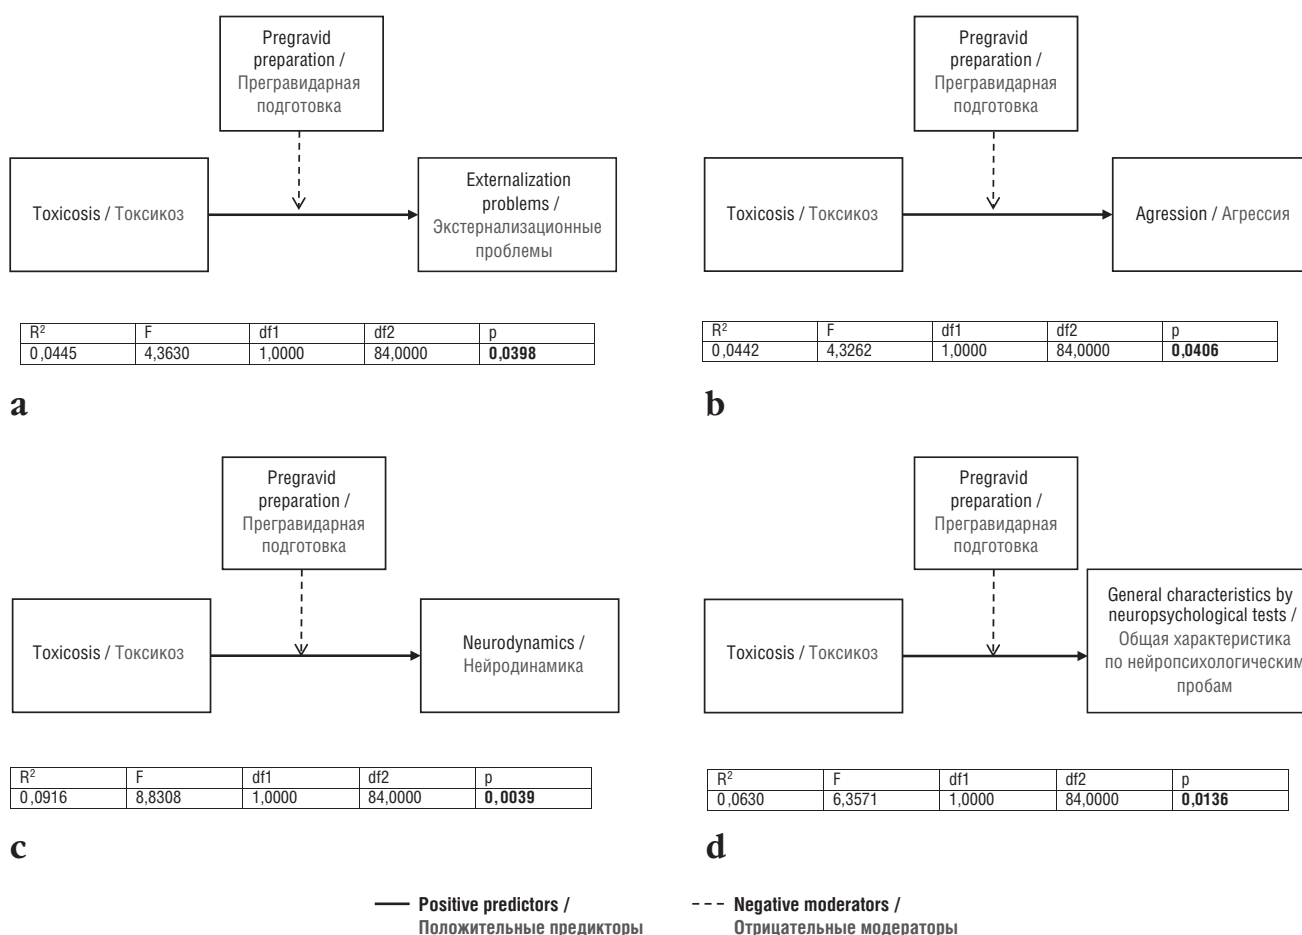 Pregravid
preparation /
Прегравидарная
подготовка
Toxicosis / Токсикоз
Externalization
problems /
Экстернализационные
проблемы
R² F df1 df2 p
0,0445 4,3630 1,0000 84,0000 0,0398
a
Pregravid
preparation /
Прегравидарная
подготовка
Toxicosis / Токсикоз
Agression / Агрессия
R² F df1 df2 p
0,0442 4,3262 1,0000 84,0000 0,0406
b
Pregravid
preparation /
Прегравидарная
подготовка
Toxicosis / Токсикоз
Neurodynamics /
Нейродинамика
R² F df1 df2 p
0,0916 8,8308 1,0000 84,0000 0,0039
c
Pregravid
preparation /
Прегравидарная
подготовка
Toxicosis / Токсикоз
General characteristics by
neuropsychological tests /
Общая характеристика
по нейропсихологическим
пробам
R² F df1 df2 p
0,0630 6,3571 1,0000 84,0000 0,0136
d
Positive predictors /
Положительные предикторы
Negative moderators /
Отрицательные модераторы